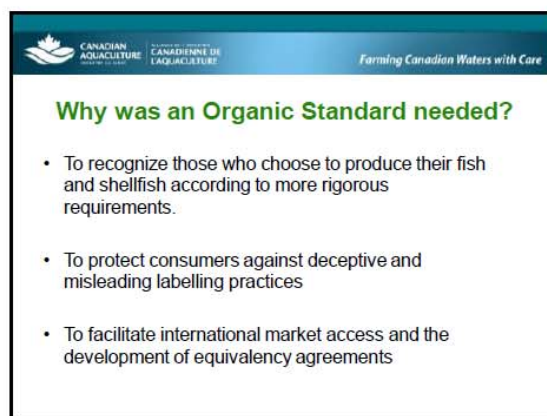 CANADIAN
AQUACULTURE
CANADIENNE DE
L'AQUACULTURE
Farming Canadian Waters with Care
Why was an Organic Standard needed?
• To recognize those who choose to produce their fish
and shellfish according to more rigorous
requirements.
• To protect consumers against deceptive and
misleading labelling practices
• To facilitate international market access and the
development of equivalency agreements